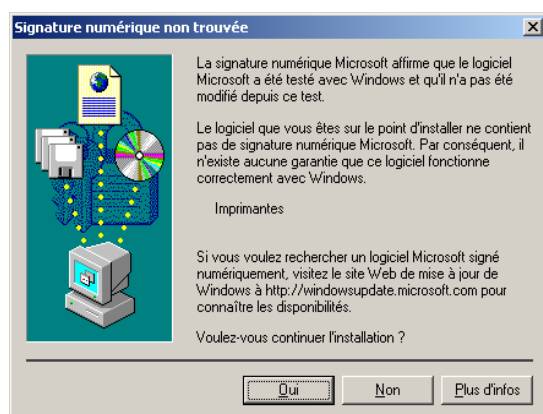 Signature numérique non trouvée
La signature numérique Microsoft affirme que le logiciel
Microsoft a été testé avec Windows et qu'il n'a pas été
modifié depuis ce test.
Le logiciel que vous êtes sur le point d'installer ne contient
pas de signature numérique Microsoft. Par conséquent, il
n'existe aucune garantie que ce logiciel fonctionne
correctement avec Windows.
Imprimantes
Si vous voulez rechercher un logiciel Microsoft signé
numériquement, visitez le site Web de mise à jour de
Windows à http://windowsupdate.microsoft.com pour
connaître les disponibilités.
Voulez-vous continuer l'installation ?
Oui Non Plus d'infos